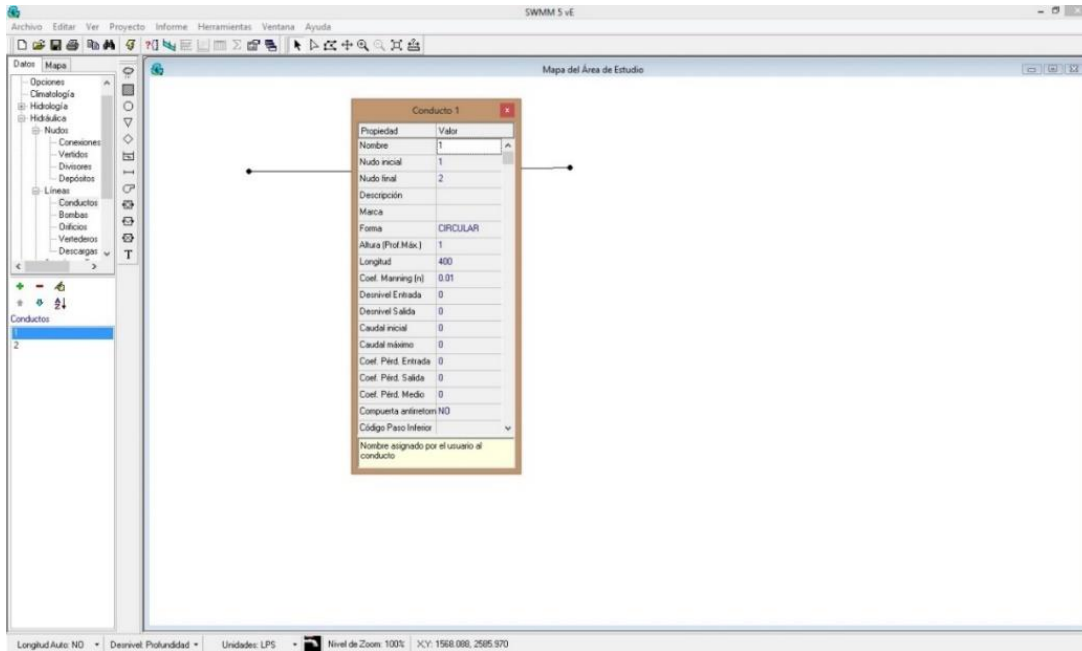 SWMM 5 vE
Archivo Editar Ver Proyecto Informe Herramientas Ventana Ayuda
Datos Mapa
Opciones
Climatología
Hidrología
Hidráulica
Nudos
Conexiones
Vertidos
Divisores
Depósitos
Líneas
Conductos
Bombas
Orificios
Vertederos
Descargas
Conductos
1
2
T
Mapa del Área de Estudio
Conducto 1
Propiedad Valor
Nombre 1
Nudo inicial 1
Nudo final 2
Descripción
Marca
Forma CIRCULAR
Altura (Prof.Máx.) 1
Longitud 400
Coef. Manning (n) 0.01
Desnivel Entrada 0
Desnivel Salida 0
Caudal inicial 0
Caudal máximo 0
Coef. Pérd. Entrada 0
Coef. Pérd. Salida 0
Coef. Pérd. Medio 0
Compuerta antirretorn NO
Código Paso Inferior
Nombre asignado por el usuario al
conducto
Longitud Auto: NO Desnivel: Profundidad Unidades: LPS Nivel de Zoom: 100% X,Y: 1568.088, 2585.970